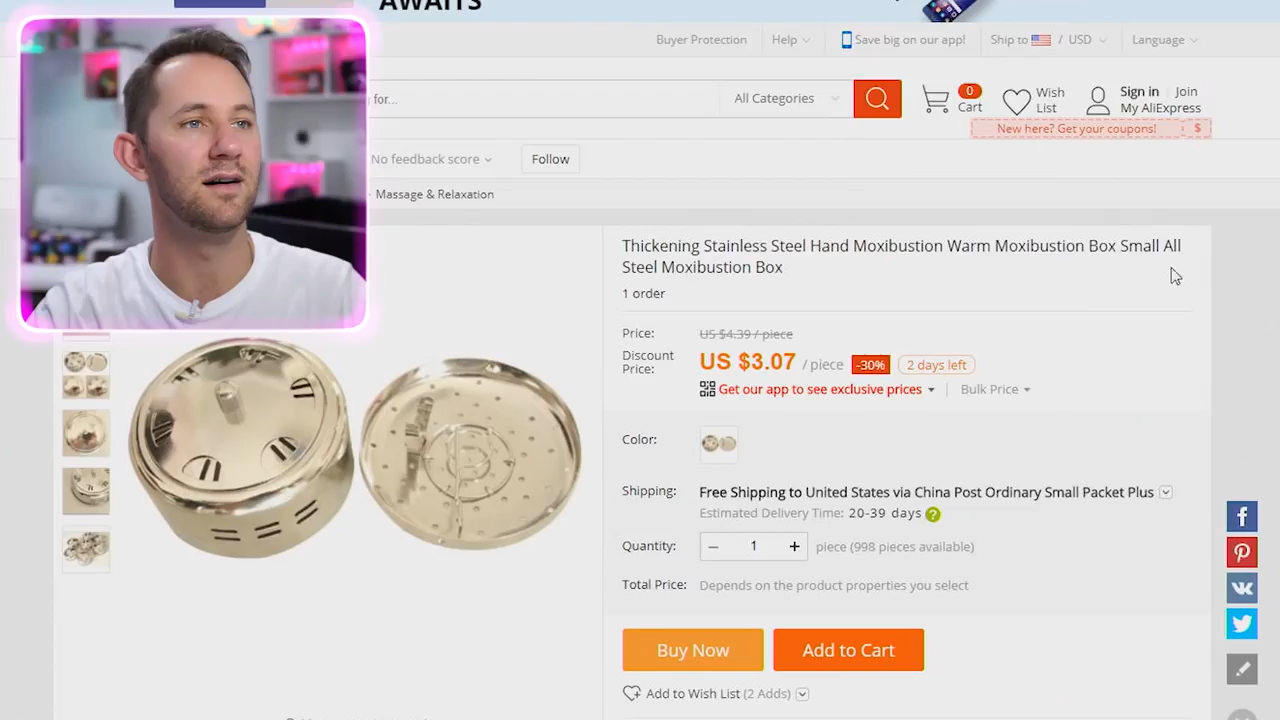 AWAITS
Buyer Protection
Help
Save big on our app!
Ship to / USD
Language
for...
All Categories
0
Cart
Wish
List
Sign in Join
My AliExpress
New here? Get your coupons! $
No feedback score
Follow
Massage & Relaxation
Thickening Stainless Steel Hand Moxibustion Warm Moxibustion Box Small All
Steel Moxibustion Box
1 order
Price: US $4.39 / piece
Discount
Price:
US $3.07 / piece -30% 2 days left
Get our app to see exclusive prices Bulk Price
Color:
Shipping: Free Shipping to United States via China Post Ordinary Small Packet Plus
Estimated Delivery Time: 20-39 days ?
Quantity: − 1 + piece (998 pieces available)
Total Price: Depends on the product properties you select
Buy Now
Add to Cart
Add to Wish List (2 Adds)